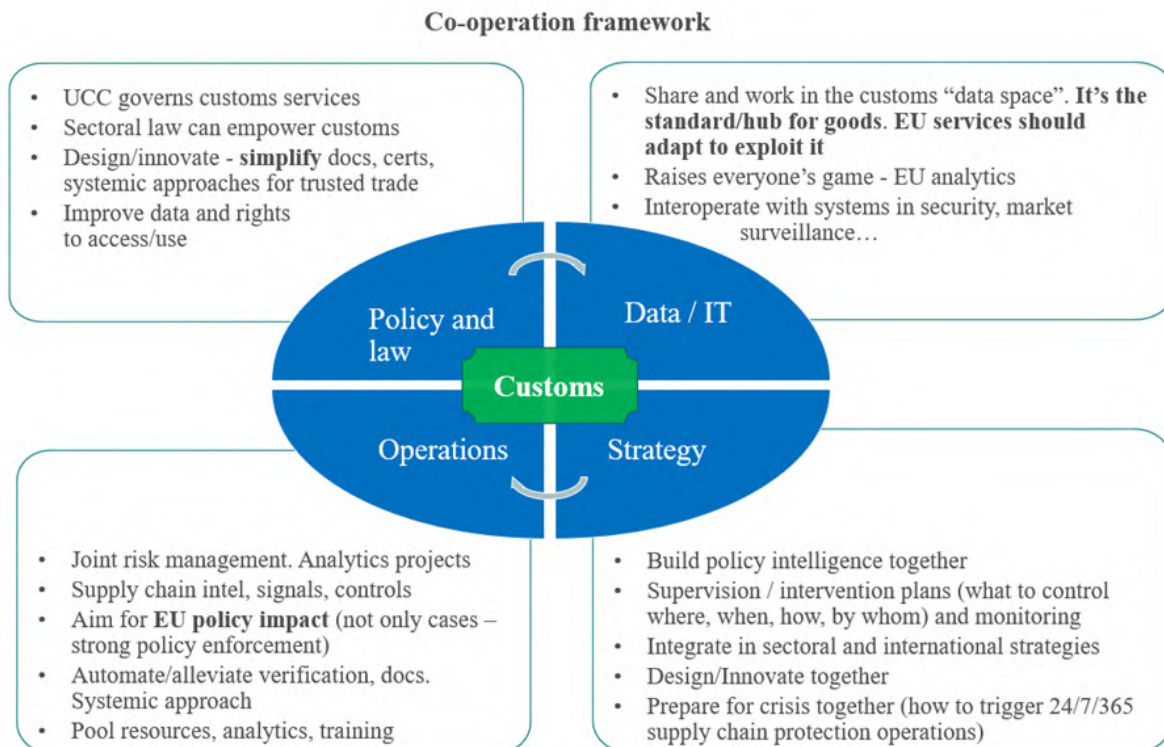 Co-operation framework
• UCC governs customs services
• Sectoral law can empower customs
• Design/innovate - simplify docs, certs,
systemic approaches for trusted trade
• Improve data and rights
to access/use
• Share and work in the customs “data space”. It’s the
standard/hub for goods. EU services should
adapt to exploit it
• Raises everyone’s game - EU analytics
• Interoperate with systems in security, market
surveillance…
Policy and
law
Data / IT
Customs
Operations
Strategy
• Joint risk management. Analytics projects
• Supply chain intel, signals, controls
• Aim for EU policy impact (not only cases –
strong policy enforcement)
• Automate/alleviate verification, docs.
Systemic approach
• Pool resources, analytics, training
• Build policy intelligence together
• Supervision / intervention plans (what to control
where, when, how, by whom) and monitoring
• Integrate in sectoral and international strategies
• Design/Innovate together
• Prepare for crisis together (how to trigger 24/7/365
supply chain protection operations)